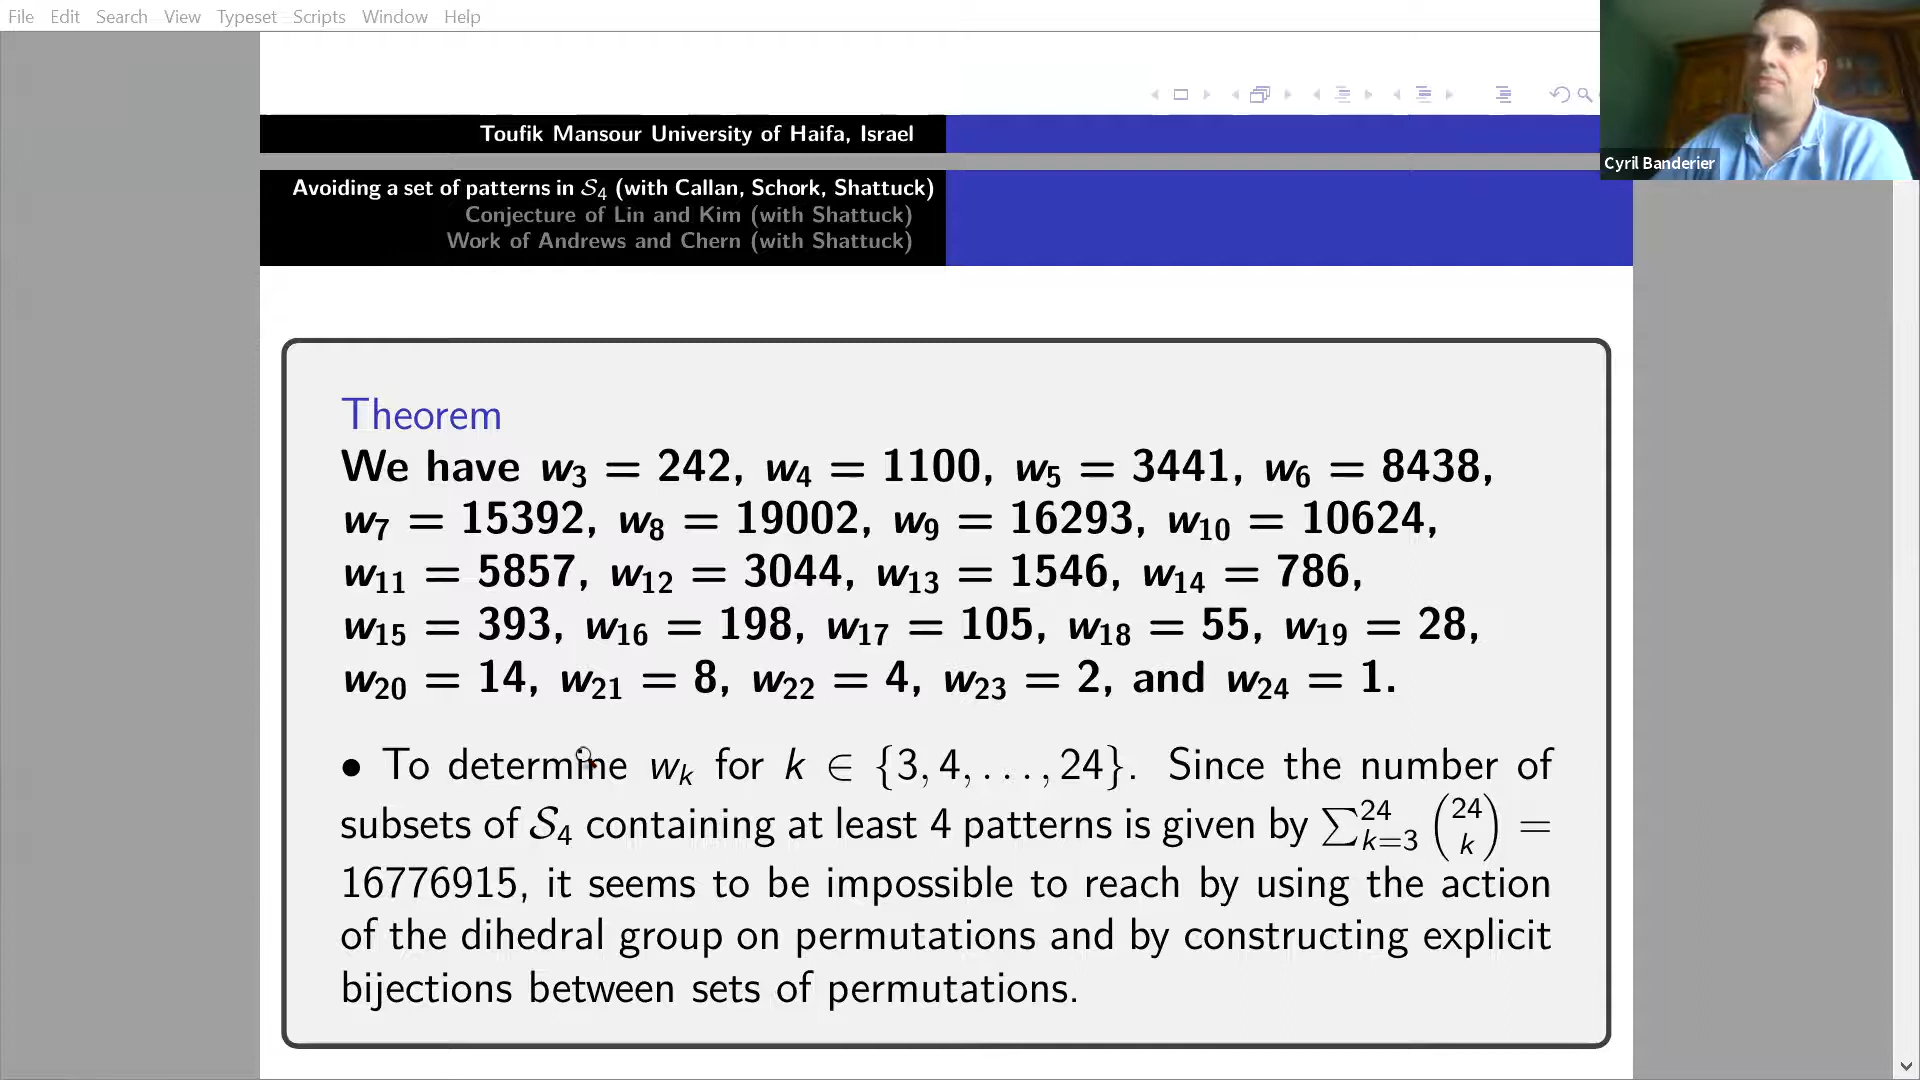 File Edit Search View Typeset Scripts Window Help
Toufik Mansour University of Haifa, Israel
Cyril Banderier
Avoiding a set of patterns in 𝒮₄ (with Callan, Schork, Shattuck)
Conjecture of Lin and Kim (with Shattuck)
Work of Andrews and Chern (with Shattuck)
Theorem
We have w₃ = 242, w₄ = 1100, w₅ = 3441, w₆ = 8438,
w₇ = 15392, w₈ = 19002, w₉ = 16293, w₁₀ = 10624,
w₁₁ = 5857, w₁₂ = 3044, w₁₃ = 1546, w₁₄ = 786,
w₁₅ = 393, w₁₆ = 198, w₁₇ = 105, w₁₈ = 55, w₁₉ = 28,
w₂₀ = 14, w₂₁ = 8, w₂₂ = 4, w₂₃ = 2, and w₂₄ = 1.
• To determine wₖ for k ∈ {3, 4, . . . , 24}. Since the number of
subsets of 𝒮₄ containing at least 4 patterns is given by ∑_{k=3}^{24} \binom{24}{k} =
16776915, it seems to be impossible to reach by using the action
of the dihedral group on permutations and by constructing explicit
bijections between sets of permutations.